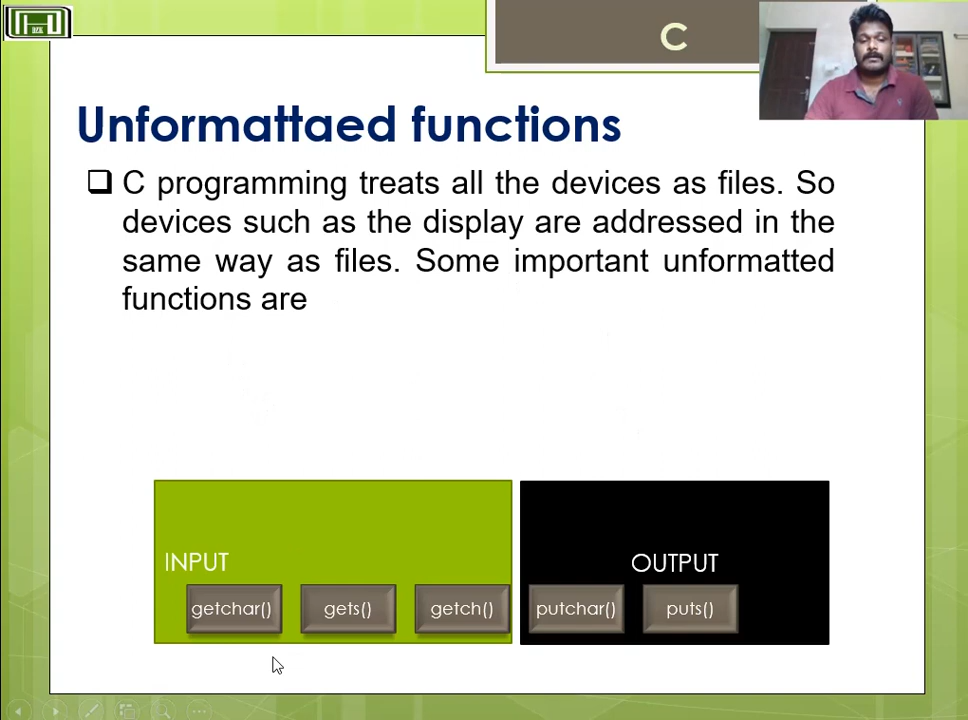 C
Unformattaed functions
C programming treats all the devices as files. So
devices such as the display are addressed in the
same way as files. Some important unformatted
functions are
INPUT
OUTPUT
getchar()
gets()
getch()
putchar()
puts()